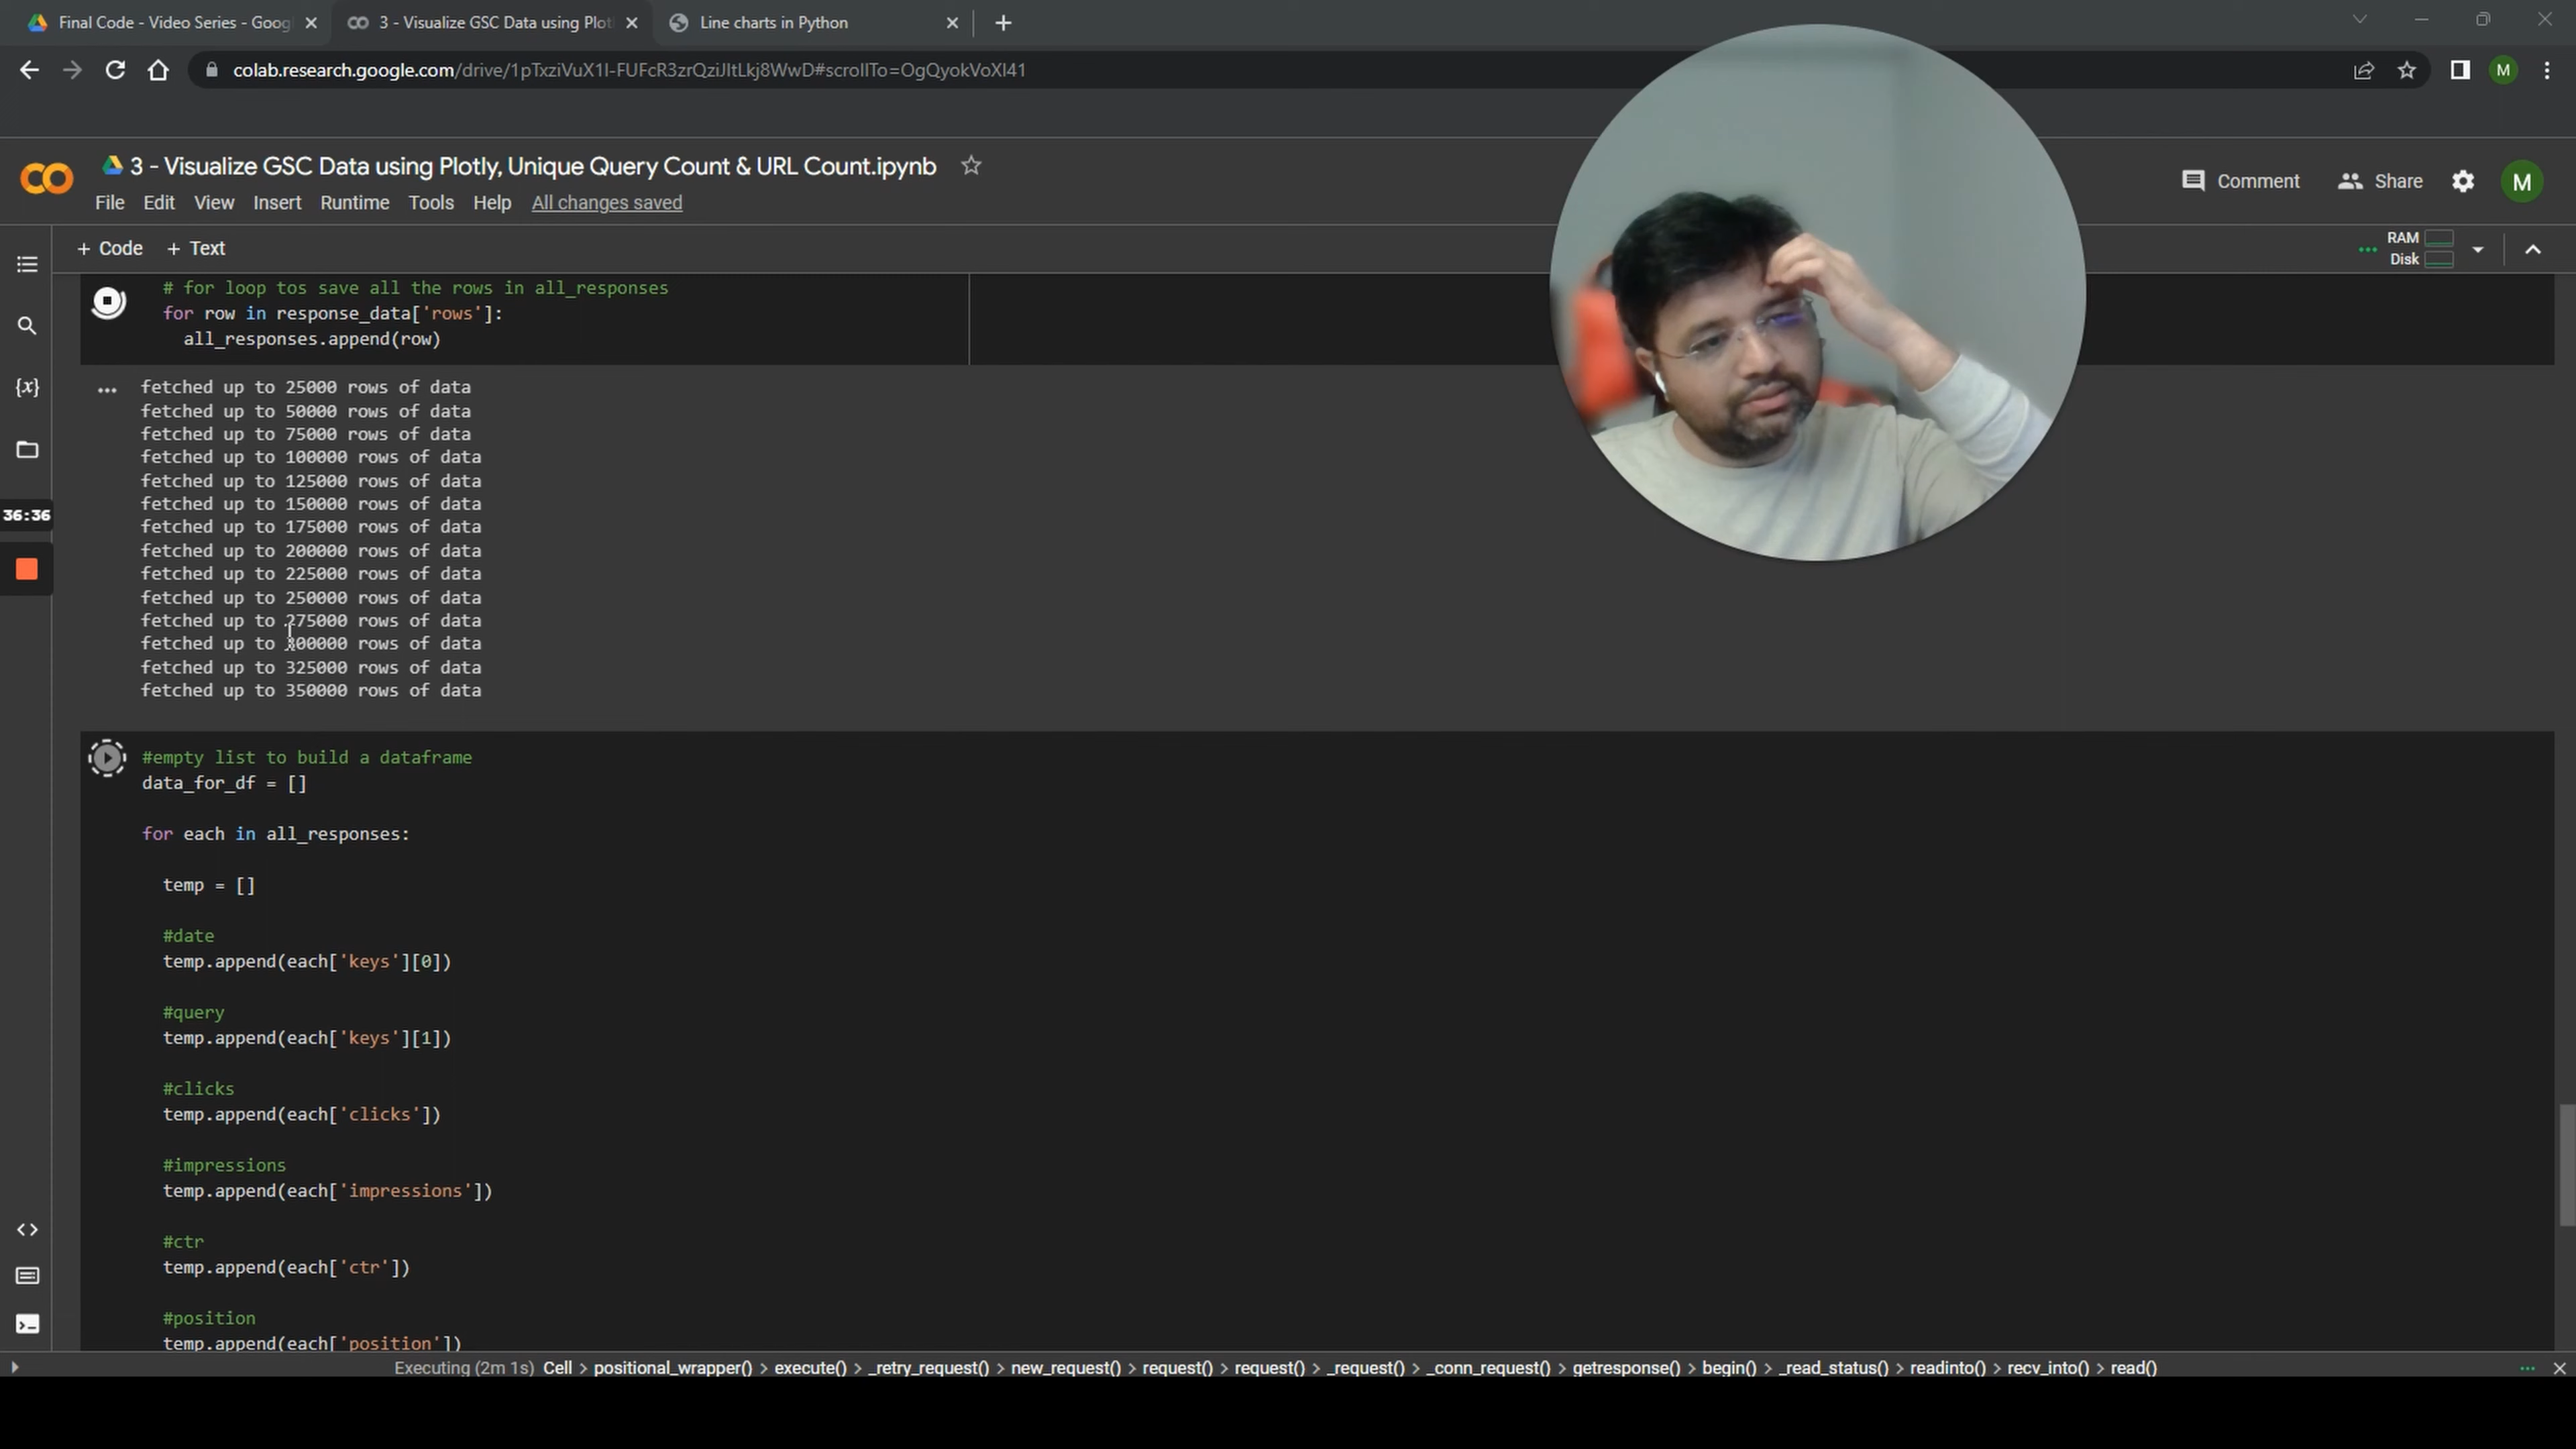 Final Code - Video Series - Goog
3 - Visualize GSC Data using Plot
Line charts in Python
colab.research.google.com/drive/1pTxziVuX1l-FUFcR3zrQziJltLkj8WwD#scrollTo=OgQyokVoXl41
M
3 - Visualize GSC Data using Plotly, Unique Query Count & URL Count.ipynb
Comment
Share
M
File Edit View Insert Runtime Tools Help All changes saved
+ Code + Text
RAM
Disk
# for loop tos save all the rows in all_responses
for row in response_data['rows']:
all_responses.append(row)
fetched up to 25000 rows of data
fetched up to 50000 rows of data
fetched up to 75000 rows of data
fetched up to 100000 rows of data
fetched up to 125000 rows of data
fetched up to 150000 rows of data
fetched up to 175000 rows of data
fetched up to 200000 rows of data
fetched up to 225000 rows of data
fetched up to 250000 rows of data
fetched up to 275000 rows of data
fetched up to 300000 rows of data
fetched up to 325000 rows of data
fetched up to 350000 rows of data
{x}
36:36
#empty list to build a dataframe
data_for_df = []
for each in all_responses:
temp = []
#date
temp.append(each['keys'][0])
#query
temp.append(each['keys'][1])
#clicks
temp.append(each['clicks'])
#impressions
temp.append(each['impressions'])
#ctr
temp.append(each['ctr'])
#position
temp.append(each['position'])
Executing (2m 1s) Cell > positional_wrapper() > execute() > _retry_request() > new_request() > request() > request() > _request() > _conn_request() > getresponse() > begin() > _read_status() > readinto() > recv_into() > read()